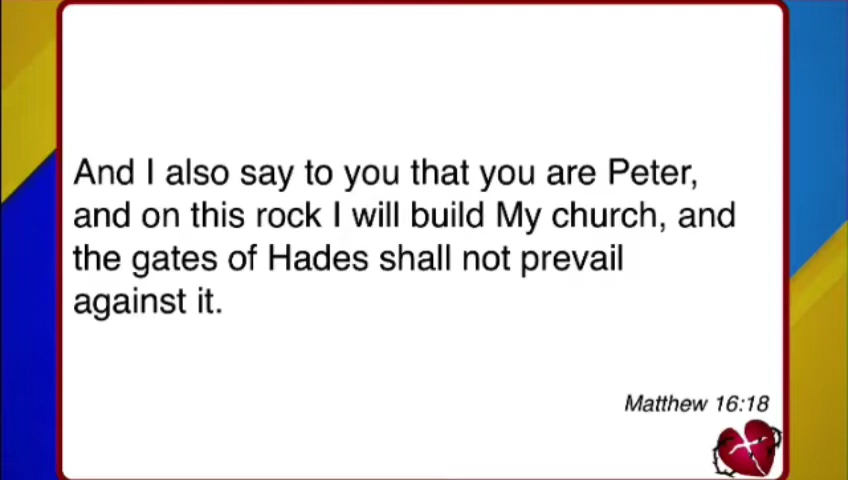 And I also say to you that you are Peter,
and on this rock I will build My church, and
the gates of Hades shall not prevail
against it.
Matthew 16:18